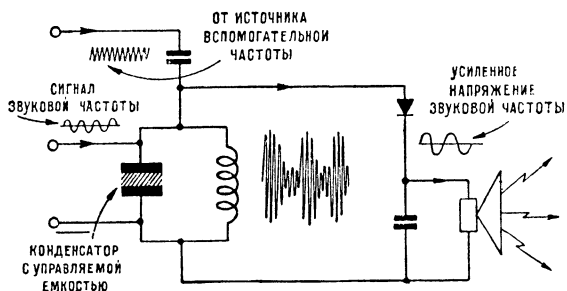 ОТ ИСТОЧНИКА
ВСПОМОГАТЕЛЬНОЙ
ЧАСТОТЫ
СИГНАЛ
ЗВУКОВОЙ ЧАСТОТЫ
УСИЛЕННОЕ
НАПРЯЖЕНИЕ
ЗВУКОВОЙ ЧАСТОТЫ
КОНДЕНСАТОР
С УПРАВЛЯЕМОЙ
ЕМКОСТЬЮ